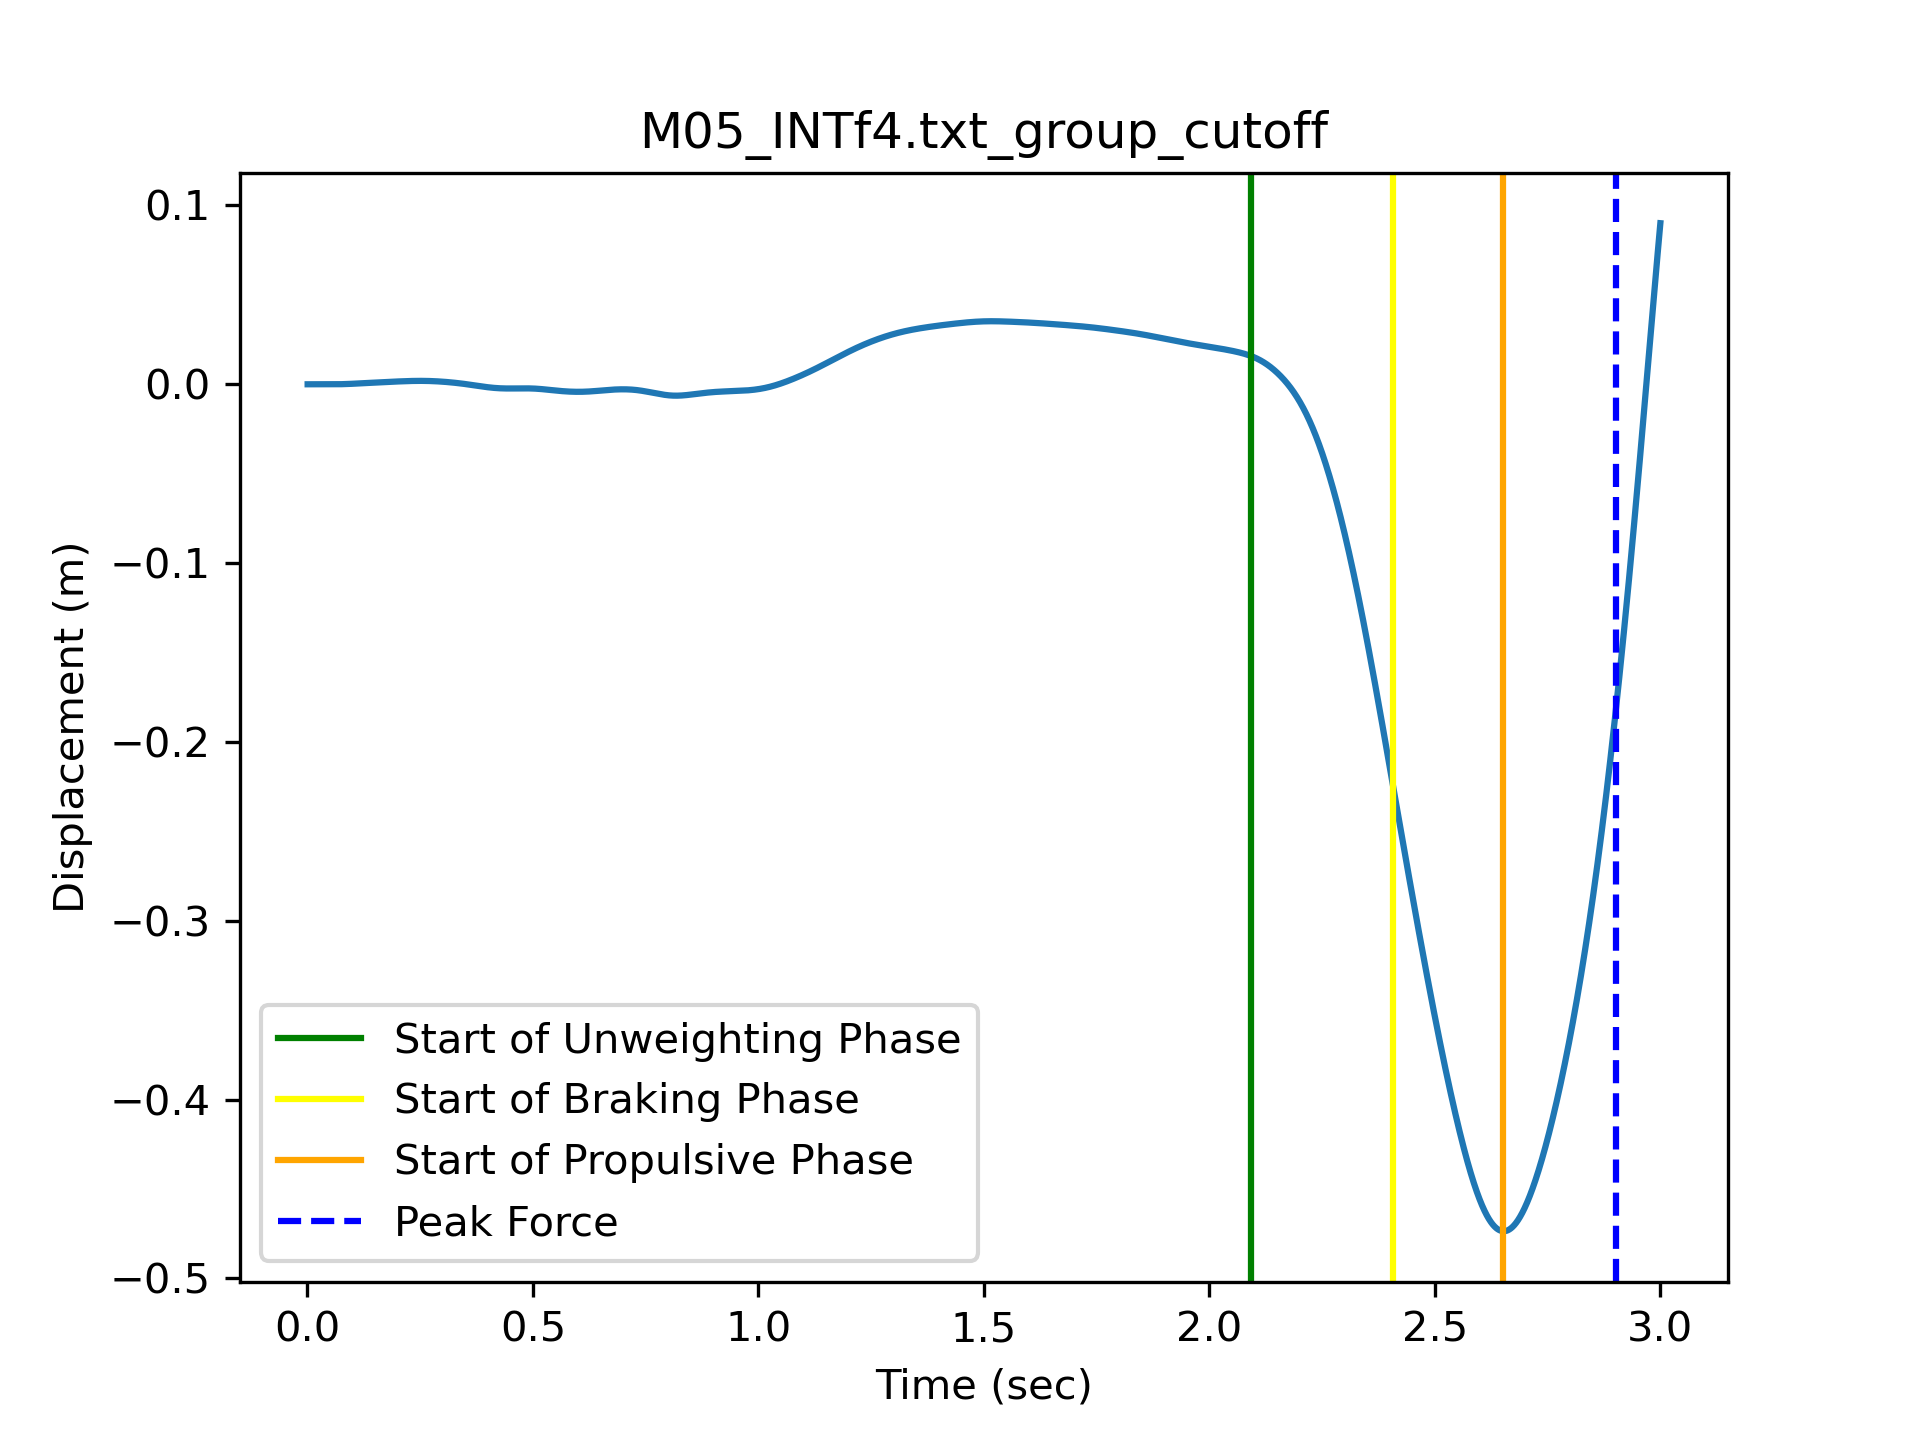 M05_INTf4.txt_group_cutoff
0.1
0.0
−0.1
−0.2
−0.3
−0.4
−0.5
Displacement (m)
Start of Unweighting Phase
Start of Braking Phase
Start of Propulsive Phase
Peak Force
0.0 0.5 1.0 1.5 2.0 2.5 3.0
Time (sec)